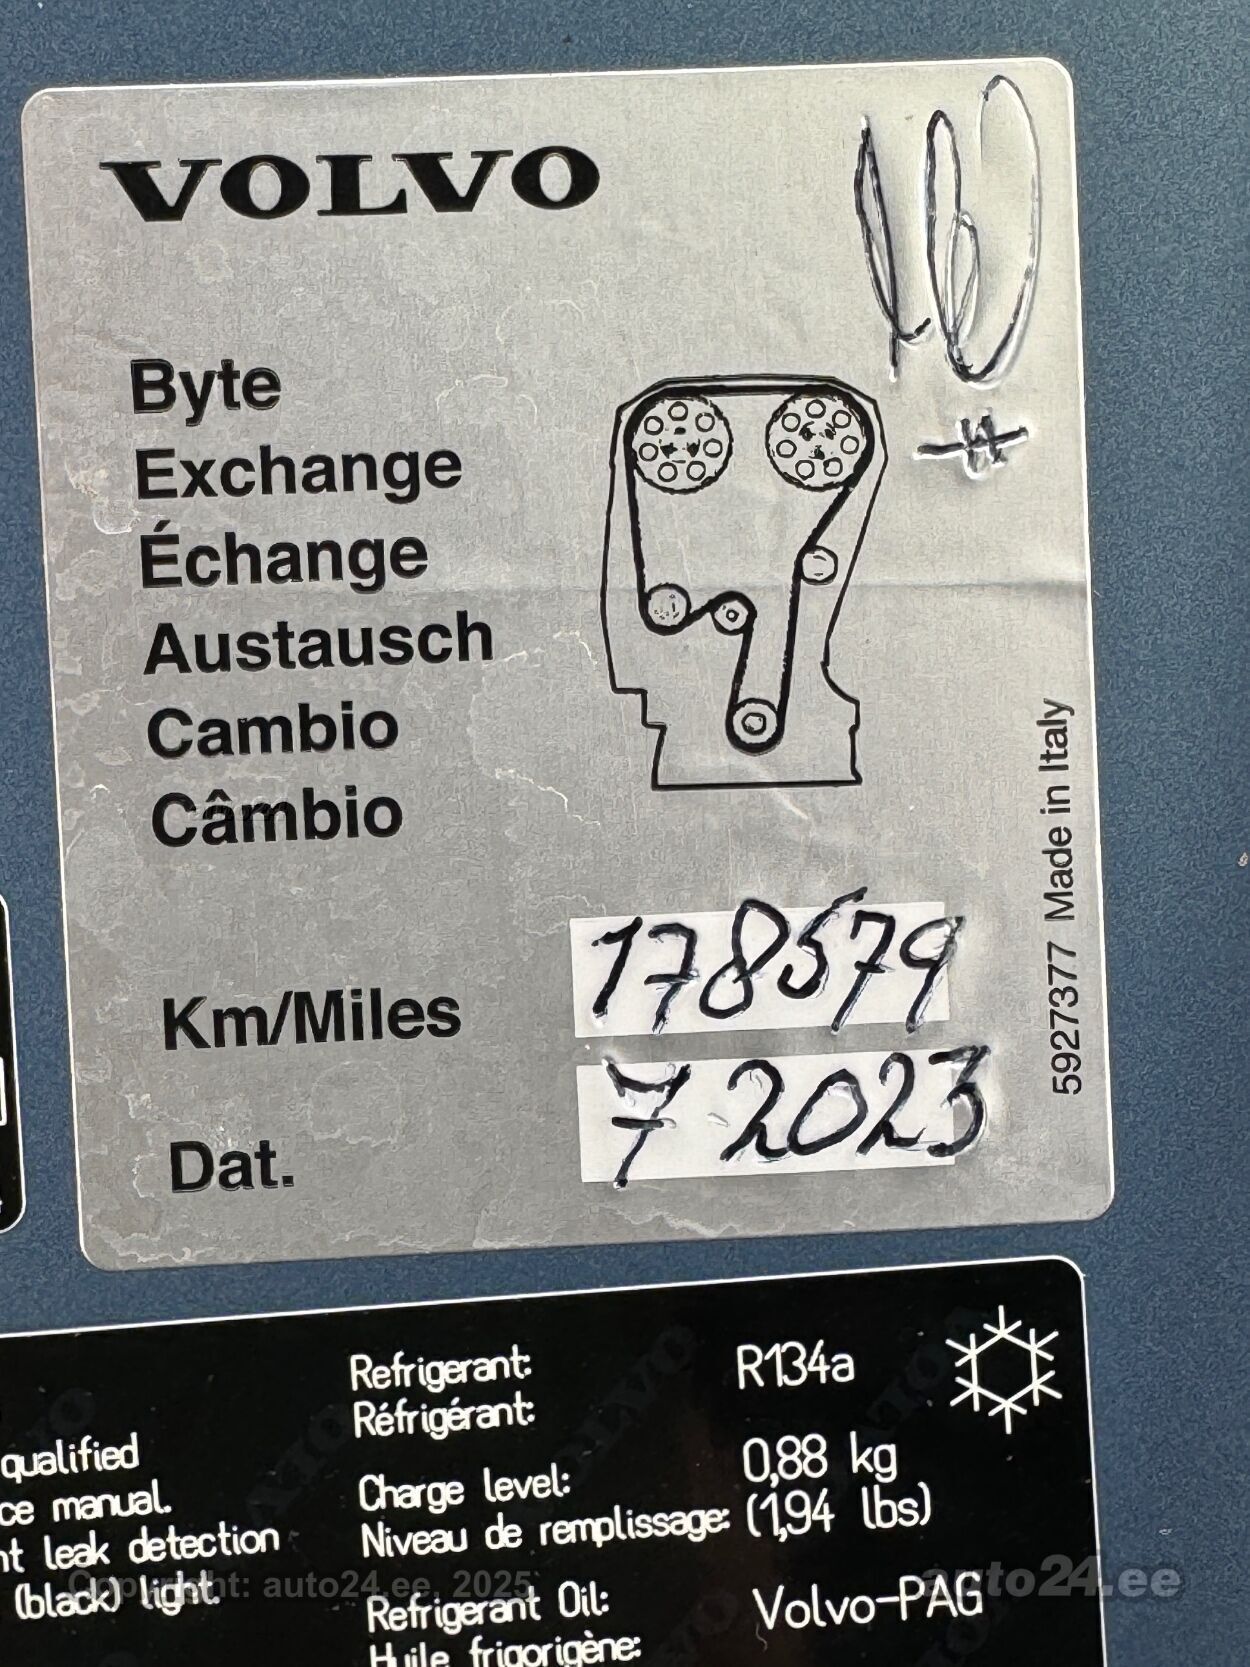 VOLVO
Byte
Exchange
Échange
Austausch
Cambio
Câmbio
Km/Miles 178579
Dat. 7 2023
5927377 Made in Italy
Refrigerant: R134a
Réfrigérant:
qualified
Charge level: 0,88 kg
ce manual.
Niveau de remplissage: (1,94 lbs)
nt leak detection
(black) light.
Refrigerant Oil: Volvo-PAG
Huile frigorigène:
Copyright: auto24.ee, 2025
auto24.ee